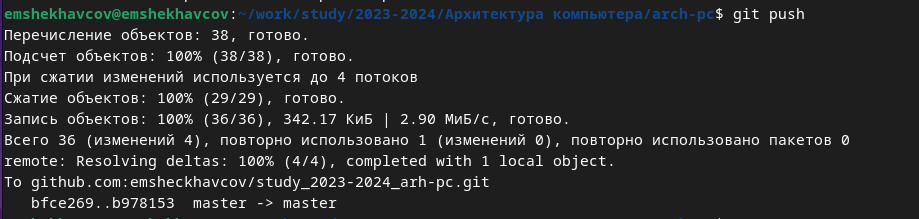 emshekhavcov@emshekhavcov:~/work/study/2023-2024/Архитектура компьютера/arch-pc$ git push
Перечисление объектов: 38, готово.
Подсчет объектов: 100% (38/38), готово.
При сжатии изменений используется до 4 потоков
Сжатие объектов: 100% (29/29), готово.
Запись объектов: 100% (36/36), 342.17 КиБ | 2.90 МиБ/с, готово.
Всего 36 (изменений 4), повторно использовано 1 (изменений 0), повторно использовано пакетов 0
remote: Resolving deltas: 100% (4/4), completed with 1 local object.
To github.com:emsheckhavcov/study_2023-2024_arh-pc.git
   bfce269..b978153  master -> master